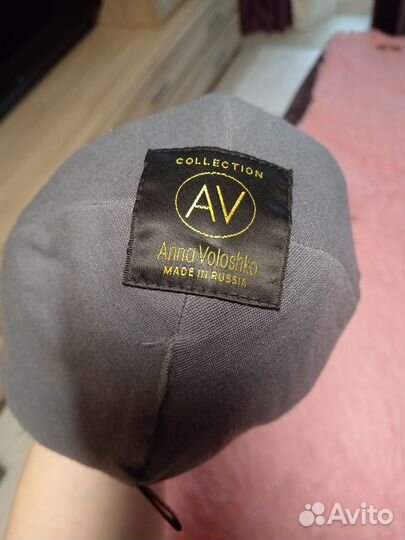 COLLECTION
AV
Anna Voloshko
MADE IN RUSSIA
Avito